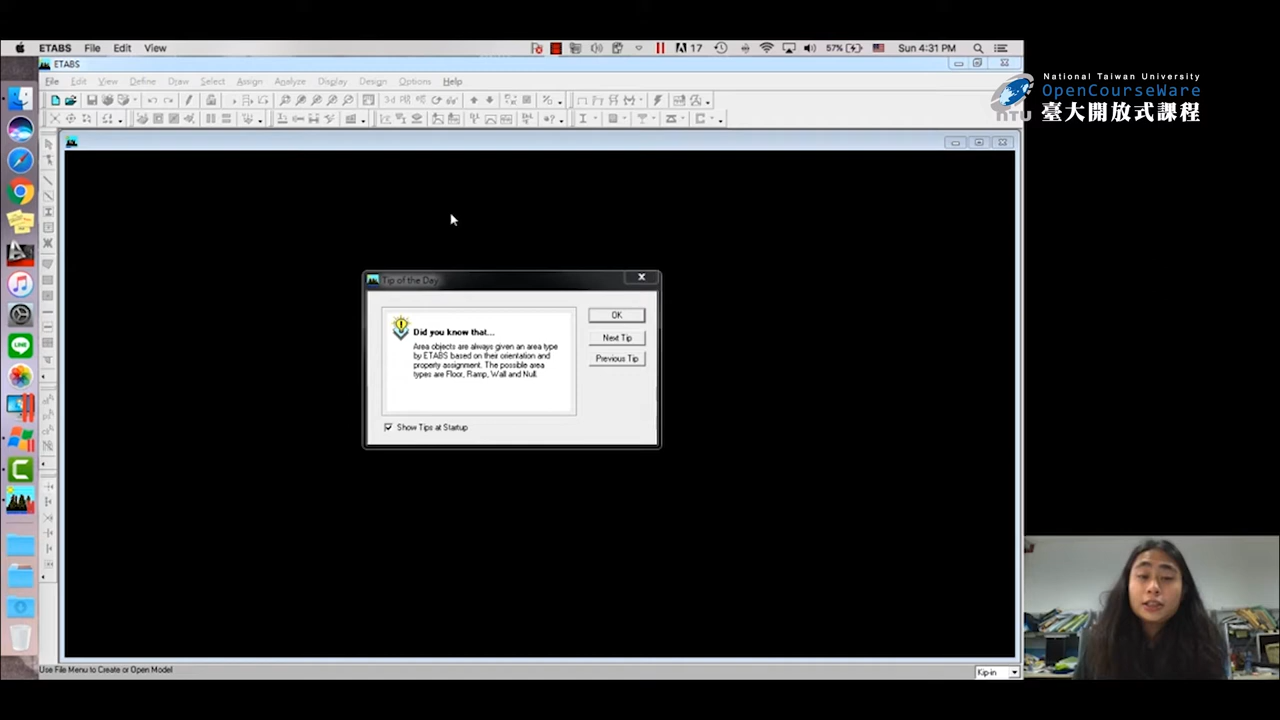 ETABS File Edit View
17
57%
Sun 4:31 PM
National Taiwan University
OpenCourseWare
臺大開放式課程
NTU
ETABS
File Edit View Define Draw Select Assign Analyze Display Design Options Help
3-d
Tip of the Day
X
Did you know that...
Area objects are always given an area type
by ETABS based on their orientation and
property assignment. The possible area
types are Floor, Ramp, Wall and Null.
OK
Next Tip
Previous Tip
Show Tips at Startup
Use File Menu to Create or Open Model
Kip-in